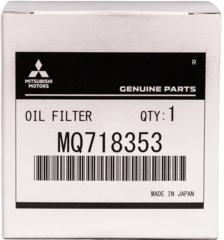 R
MITSUBISHI
MOTORS
GENUINE PARTS
OIL FILTER QTY: 1
MQ718353
MADE IN JAPAN